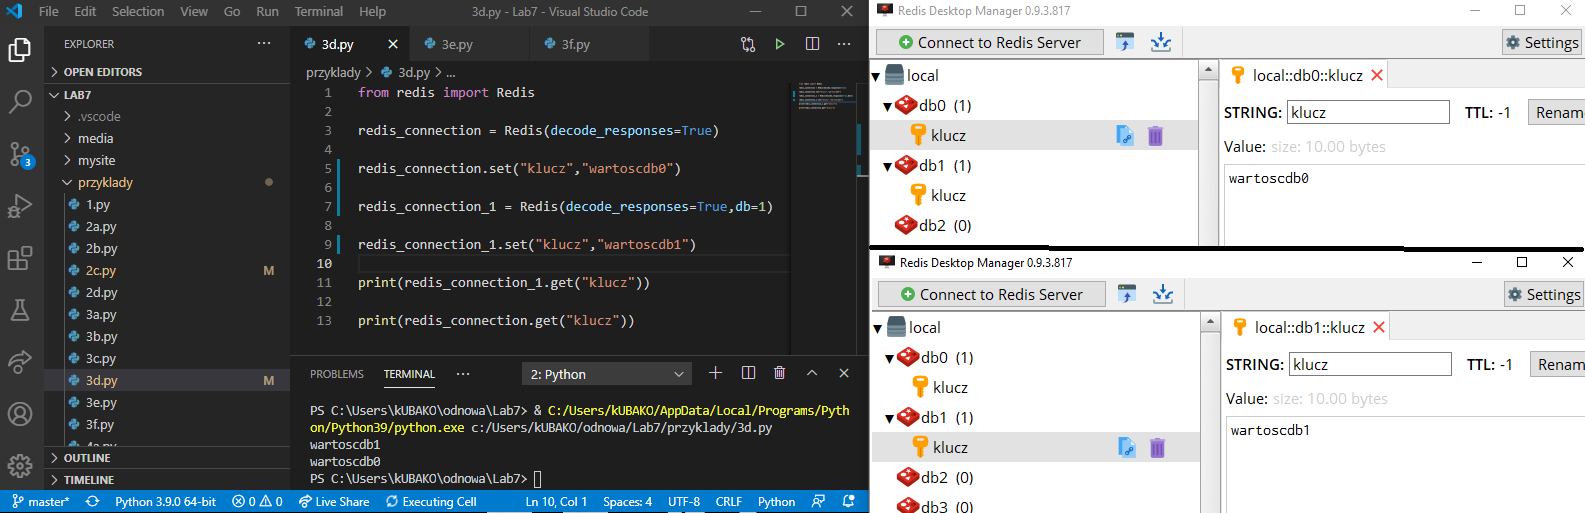 File Edit Selection View Go Run Terminal Help 3d.py - Lab7 - Visual Studio Code
EXPLORER
OPEN EDITORS
LAB7
.vscode
media
mysite
przyklady
1.py
2a.py
2b.py
2c.py M
2d.py
3a.py
3b.py
3c.py
3d.py M
3e.py
3f.py
OUTLINE
TIMELINE
3
3d.py 3e.py 3f.py
przyklady > 3d.py > ...
1 from redis import Redis
2
3 redis_connection = Redis(decode_responses=True)
4
5 redis_connection.set("klucz","wartoscdb0")
6
7 redis_connection_1 = Redis(decode_responses=True,db=1)
8
9 redis_connection_1.set("klucz","wartoscdb1")
10
11 print(redis_connection_1.get("klucz"))
12
13 print(redis_connection.get("klucz"))
PROBLEMS TERMINAL ... 2: Python
PS C:\Users\kUBAKO\odnowa\Lab7> & C:/Users/kUBAKO/AppData/Local/Programs/Pyth
on/Python39/python.exe c:/Users/kUBAKO/odnowa/Lab7/przyklady/3d.py
wartoscdb1
wartoscdb0
PS C:\Users\kUBAKO\odnowa\Lab7>
master* Python 3.9.0 64-bit 0 0 Live Share Executing Cell Ln 10, Col 1 Spaces: 4 UTF-8 CRLF Python
Redis Desktop Manager 0.9.3.817
Connect to Redis Server Settings
local
db0 (1)
klucz
db1 (1)
klucz
db2 (0)
local::db0::klucz
STRING: klucz TTL: -1 Renam
Value: size: 10.00 bytes
wartoscdb0
Redis Desktop Manager 0.9.3.817
Connect to Redis Server Settings
local
db0 (1)
klucz
db1 (1)
klucz
db2 (0)
db3 (0)
local::db1::klucz
STRING: klucz TTL: -1 Renam
Value: size: 10.00 bytes
wartoscdb1